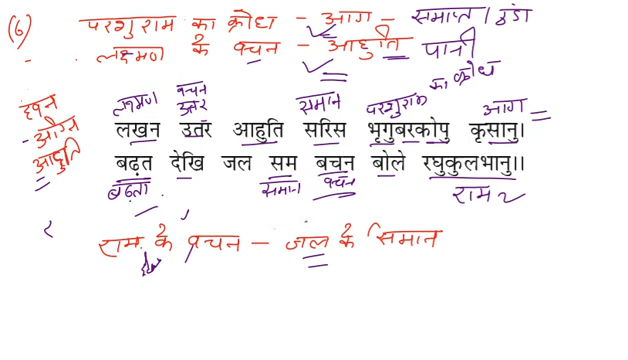 (6) परशुराम का क्रोध - आग - समाप्त / ठंडा
लक्ष्मण के वचन - आहुति पानी
हवन
अग्नि
आहुति
लक्ष्मण वचन उत्तर समान परशुराम का क्रोध आग
लखन उतर आहुति सरिस भृगुबरकोपु कृसानु।
बढ़त देखि जल सम बचन बोले रघुकुलभानु।।
बढ़ता समान वचन राम
राम के वचन - जल के समान